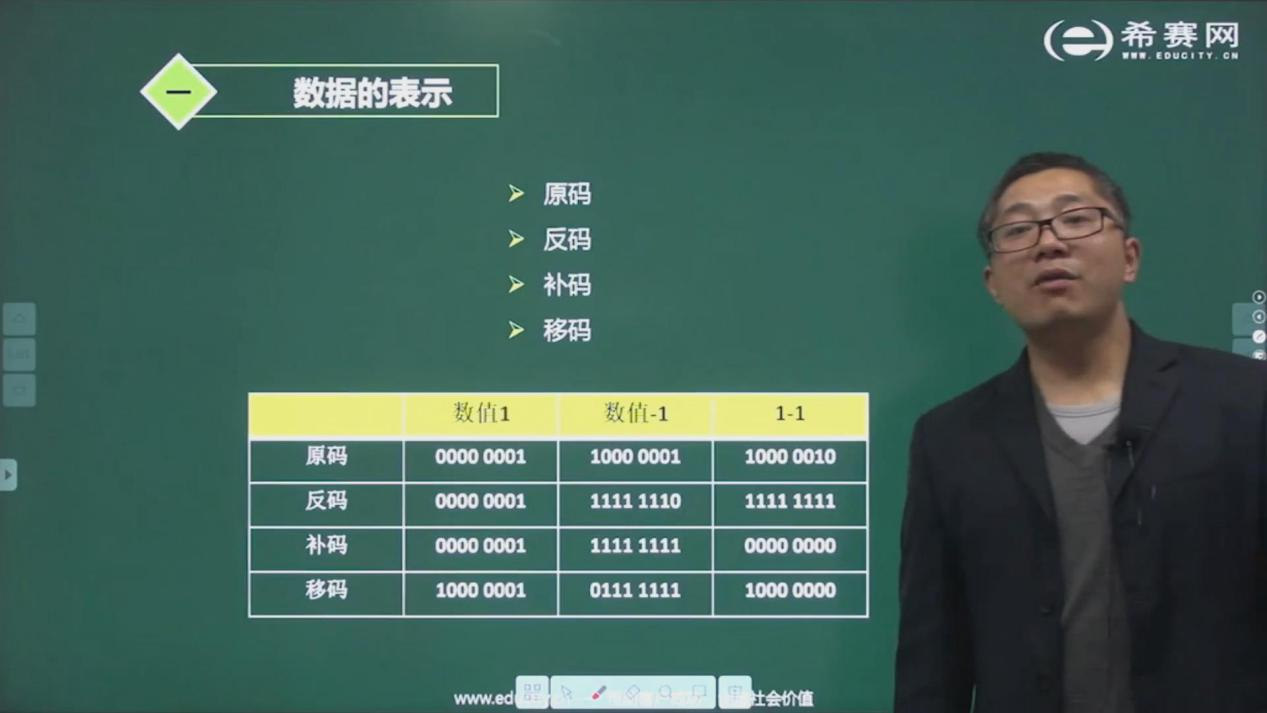 希赛网
WWW.EDUCITY.CN
一 数据的表示
原码
反码
补码
移码
数值1 数值-1 1-1
原码 0000 0001 1000 0001 1000 0010
反码 0000 0001 1111 1110 1111 1111
补码 0000 0001 1111 1111 0000 0000
移码 1000 0001 0111 1111 1000 0000
社会价值